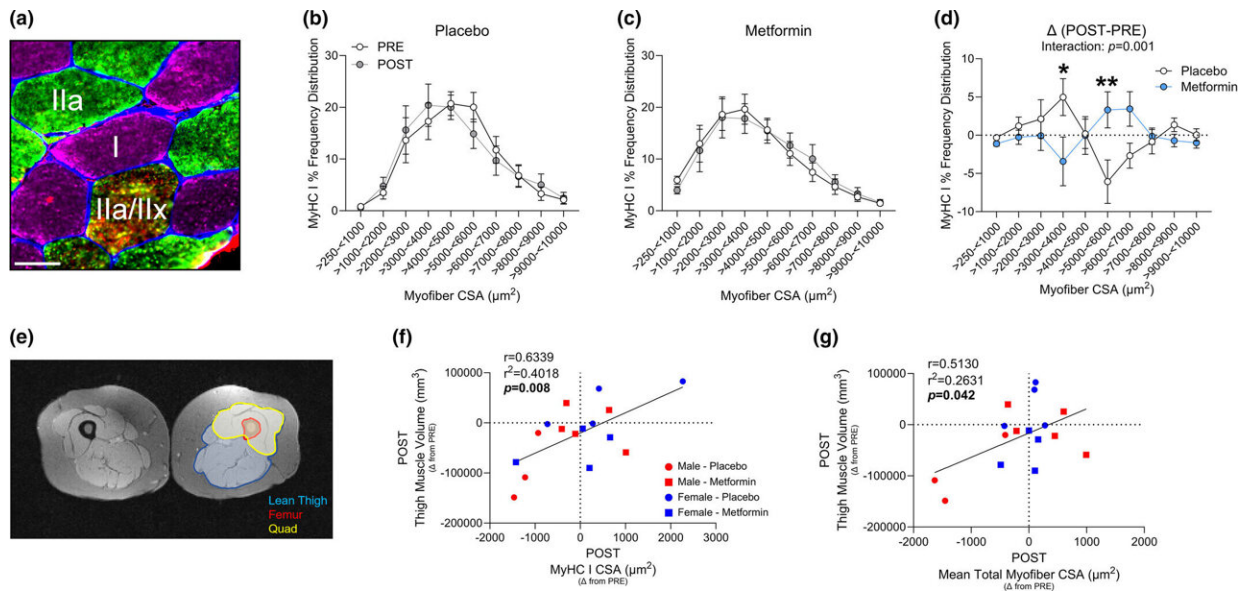 (a)
IIa
I
IIa/IIx
(b)
Placebo
PRE
POST
MyHC I % Frequency Distribution
40
30
20
10
0
>250-<1000
>1000-<2000
>2000-<3000
>3000-<4000
>4000-<5000
>5000-<6000
>6000-<7000
>7000-<8000
>8000-<9000
>9000-<10000
Myofiber CSA (µm²)
(c)
Metformin
MyHC I % Frequency Distribution
40
30
20
10
0
>250-<1000
>1000-<2000
>2000-<3000
>3000-<4000
>4000-<5000
>5000-<6000
>6000-<7000
>7000-<8000
>8000-<9000
>9000-<10000
Myofiber CSA (µm²)
(d)
Δ (POST-PRE)
Interaction: p=0.001
* **
Placebo
Metformin
MyHC I % Frequency Distribution
10
5
0
-5
-10
>250-<1000
>1000-<2000
>2000-<3000
>3000-<4000
>4000-<5000
>5000-<6000
>6000-<7000
>7000-<8000
>8000-<9000
>9000-<10000
Myofiber CSA (µm²)
(e)
Lean Thigh
Femur
Quad
(f)
r=0.6339
r²=0.4018
p=0.008
POST
Thigh Muscle Volume (mm³)
(Δ from PRE)
100000
0
-100000
-200000
Male - Placebo
Male - Metformin
Female - Placebo
Female - Metformin
-2000 -1000 0 1000 2000 3000
POST
MyHC I CSA (µm²)
(Δ from PRE)
(g)
r=0.5130
r²=0.2631
p=0.042
POST
Thigh Muscle Volume (mm³)
(Δ from PRE)
100000
0
-100000
-200000
-2000 -1000 0 1000 2000
POST
Mean Total Myofiber CSA (µm²)
(Δ from PRE)